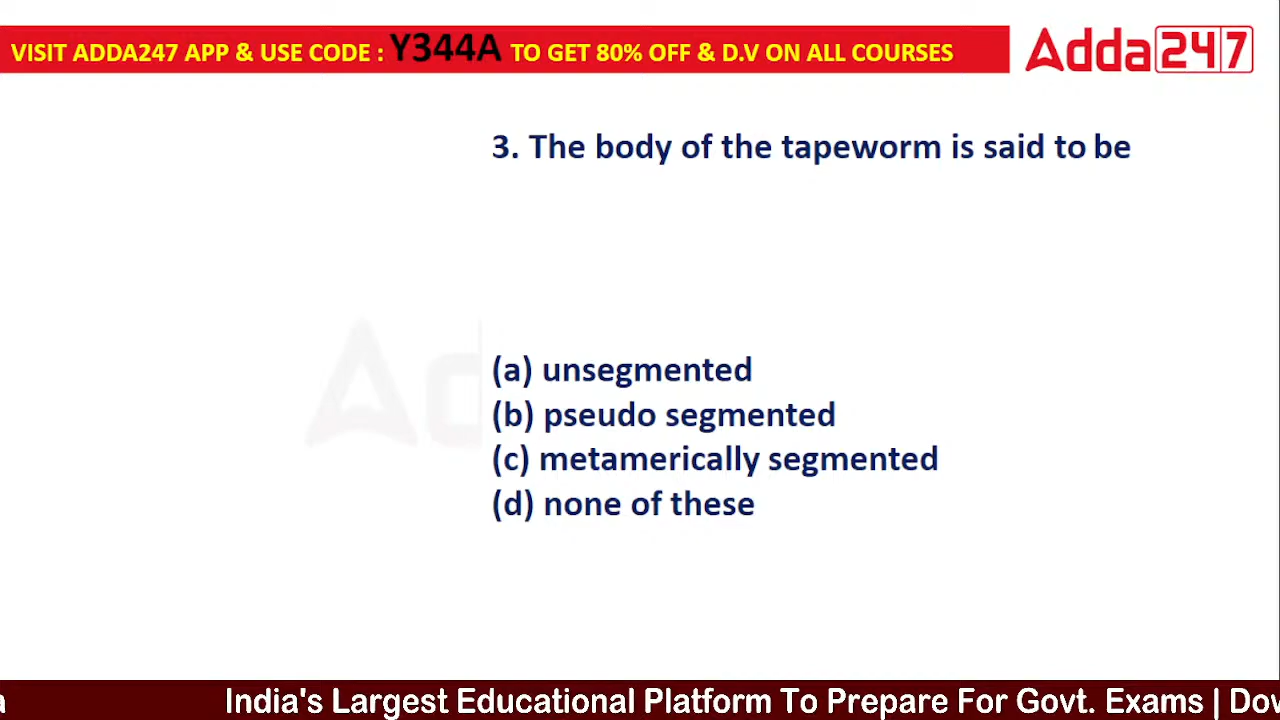 VISIT ADDA247 APP & USE CODE : Y344A TO GET 80% OFF & D.V ON ALL COURSES
Adda247
3. The body of the tapeworm is said to be
Ad
(a) unsegmented
(b) pseudo segmented
(c) metamerically segmented
(d) none of these
a India's Largest Educational Platform To Prepare For Govt. Exams | Dow